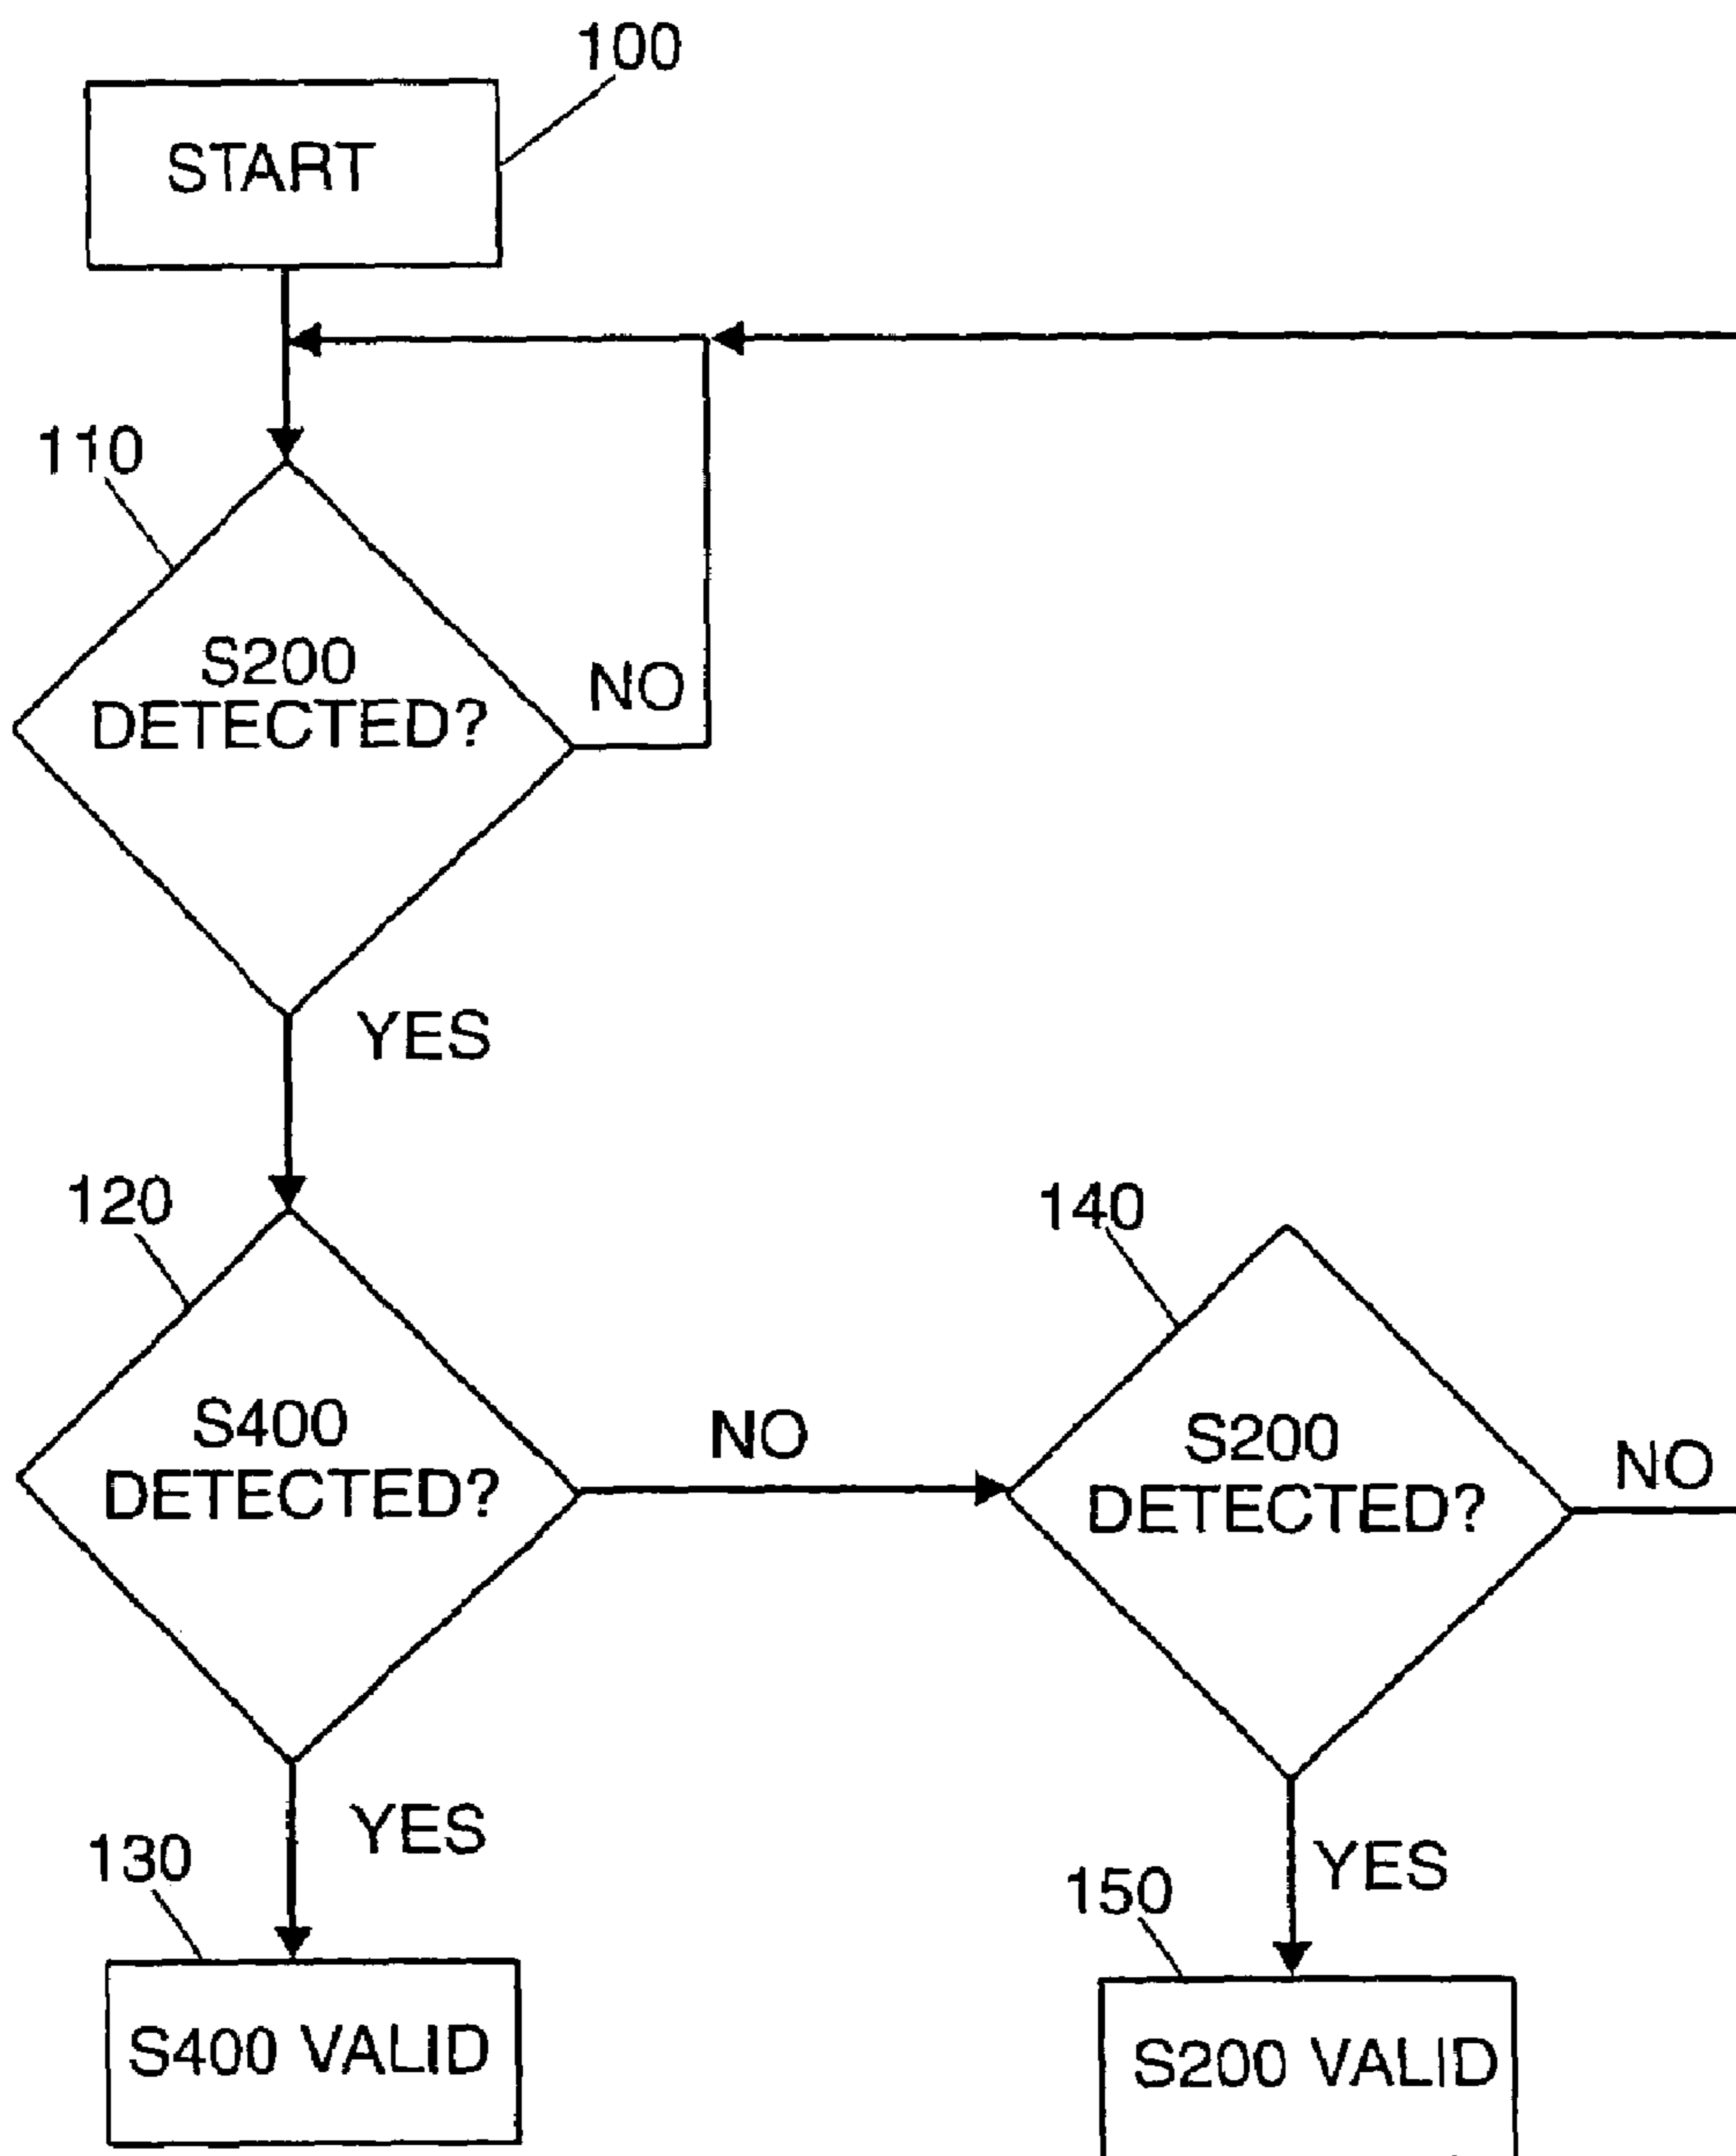 100
START
110
S200
DETECTED?
NO
YES
120
S400
DETECTED?
NO
140
S200
DETECTED?
NO
YES
130
S400 VALID
YES
150
S200 VALID